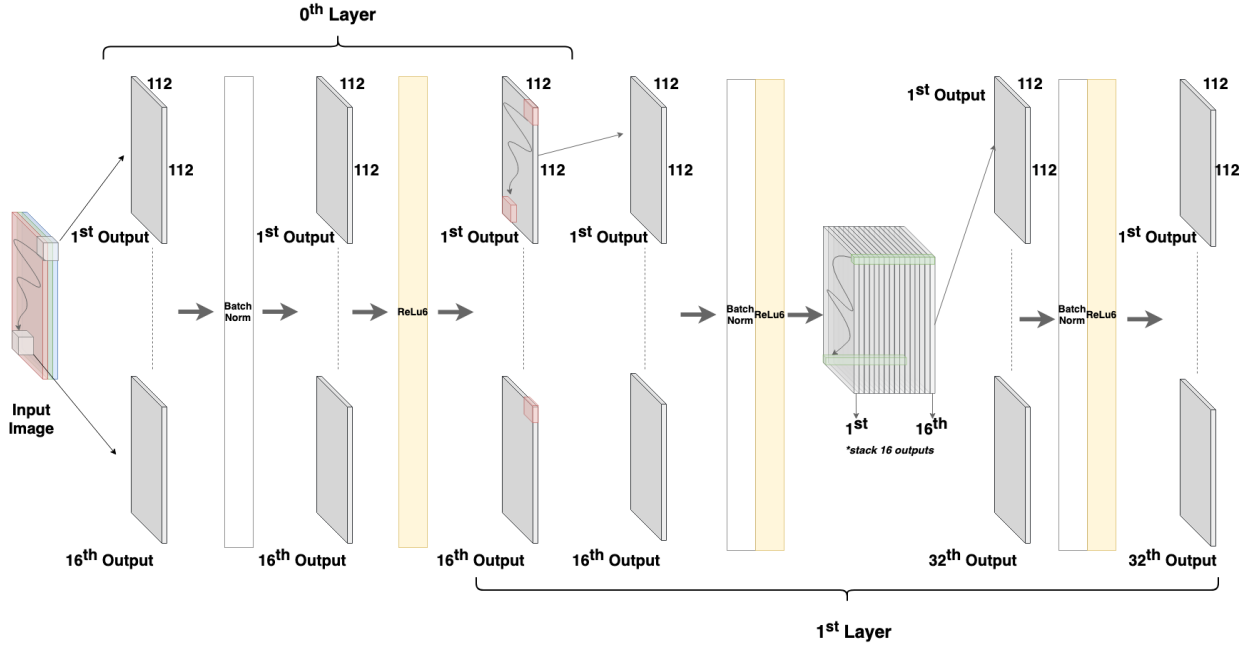 0th Layer
112
112
112
112
1st Output
112
112
112
112
112
112
112
112
1st Output
1st Output
1st Output
1st Output
1st Output
Input
Image
Batch
Norm
ReLu6
Batch
Norm
ReLu6
Batch
Norm
ReLu6
1st
16th
*stack 16 outputs
16th Output
16th Output
16th Output
16th Output
32th Output
32th Output
1st Layer